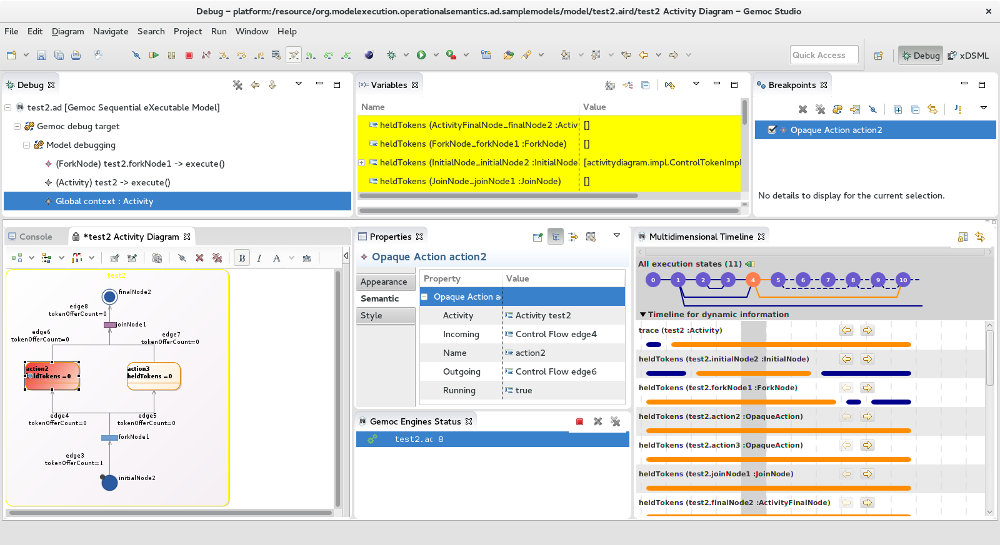 Debug – platform:/resource/org.modelexecution.operationalsemantics.ad.samplemodels/model/test2.aird/test2 Activity Diagram – Gemoc Studio
File Edit Diagram Navigate Search Project Run Window Help
Quick Access
Debug
xDSML
Debug
test2.ad [Gemoc Sequential eXecutable Model]
Gemoc debug target
Model debugging
(ForkNode) test2.forkNode1 -> execute()
(Activity) test2 -> execute()
Global context : Activity
(x)= Variables
Name Value
heldTokens (ActivityFinalNode_finalNode2 :Activ []
heldTokens (ForkNode_forkNode1 :ForkNode) []
heldTokens (InitialNode_initialNode2 :InitialNode [activitydiagram.impl.ControlTokenImpl
heldTokens (JoinNode_joinNode1 :JoinNode) []
Breakpoints
Opaque Action action2
No details to display for the current selection.
Console
*test2 Activity Diagram
B I A
test2
finalNode2
edge8
tokenOfferCount=0
joinNode1
edge6
tokenOfferCount=0
edge7
tokenOfferCount=0
action2
heldTokens =0
action3
heldTokens =0
edge4
tokenOfferCount=0
edge5
tokenOfferCount=0
forkNode1
edge3
tokenOfferCount=1
initialNode2
Properties
Opaque Action action2
Appearance
Semantic
Style
Property Value
Opaque Action ac
Activity Activity test2
Incoming Control Flow edge4
Name action2
Outgoing Control Flow edge6
Running true
Gemoc Engines Status
test2.ac 8
Multidimensional Timeline
All execution states (11)
0 1 2 3 4 5 6 7 8 9 10
Timeline for dynamic information
trace (test2 :Activity)
heldTokens (test2.initialNode2 :InitialNode)
heldTokens (test2.forkNode1 :ForkNode)
heldTokens (test2.action2 :OpaqueAction)
heldTokens (test2.action3 :OpaqueAction)
heldTokens (test2.joinNode1 :JoinNode)
heldTokens (test2.finalNode2 :ActivityFinalNode)